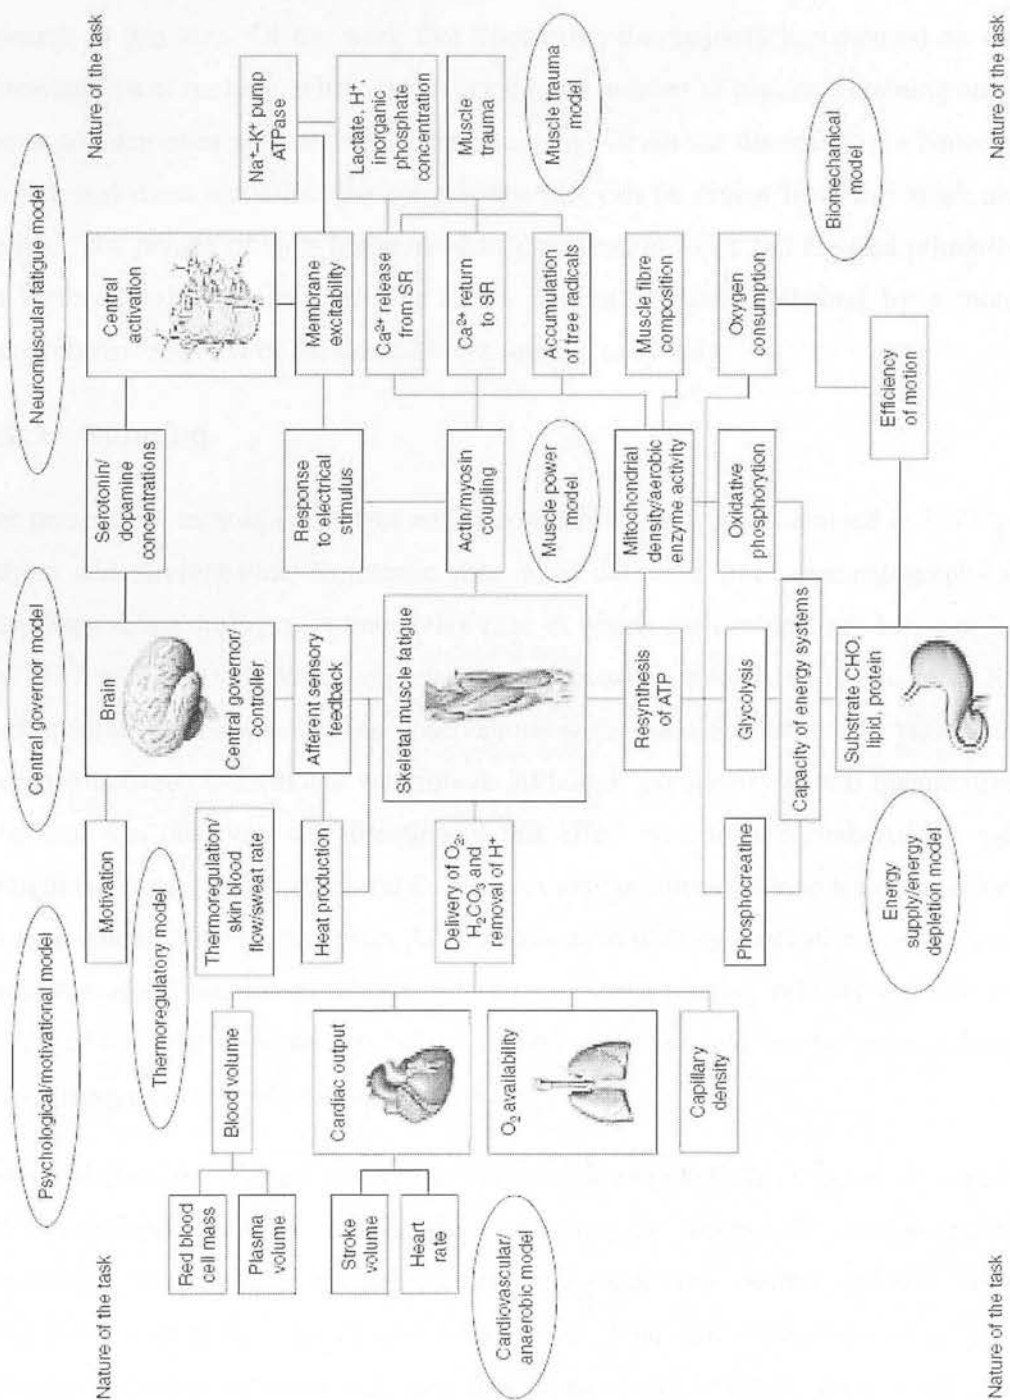 Nature of the task
Psychological/motivational model
Central governor model
Neuromuscular fatigue model
Nature of the task
Thermoregulatory model
Motivation
Brain
Central governor/
controller
Serotonin/
dopamine
concentrations
Central
activation
Thermoregulation/
skin blood
flow/sweat rate
Red blood
cell mass
Plasma
volume
Blood volume
Heat production
Afferent sensory
feedback
Response
to electrical
stimulus
Membrane
excitability
Na⁺–K⁺ pump
ATPase
Stroke
volume
Heart
rate
Cardiac output
Delivery of O₂,
H₂CO₃ and
removal of H⁺
Skeletal muscle fatigue
Actin/myosin
coupling
Ca²⁺ release
from SR
Ca²⁺ return
to SR
Accumulation
of free radicals
Lactate, H⁺,
inorganic
phosphate
concentration
Muscle
trauma
Muscle trauma
model
Cardiovascular/
anaerobic model
O₂ availability
Capillary
density
Muscle power
model
Resynthesis
of ATP
Mitochondrial
density/aerobic
enzyme activity
Muscle fibre
composition
Phosphocreatine
Glycolysis
Oxidative
phosphorytion
Oxygen
consumption
Capacity of energy systems
Biomechanical
model
Substrate CHO,
lipid, protein
Efficiency
of motion
Energy
supply/energy
depletion model
Nature of the task
Nature of the task